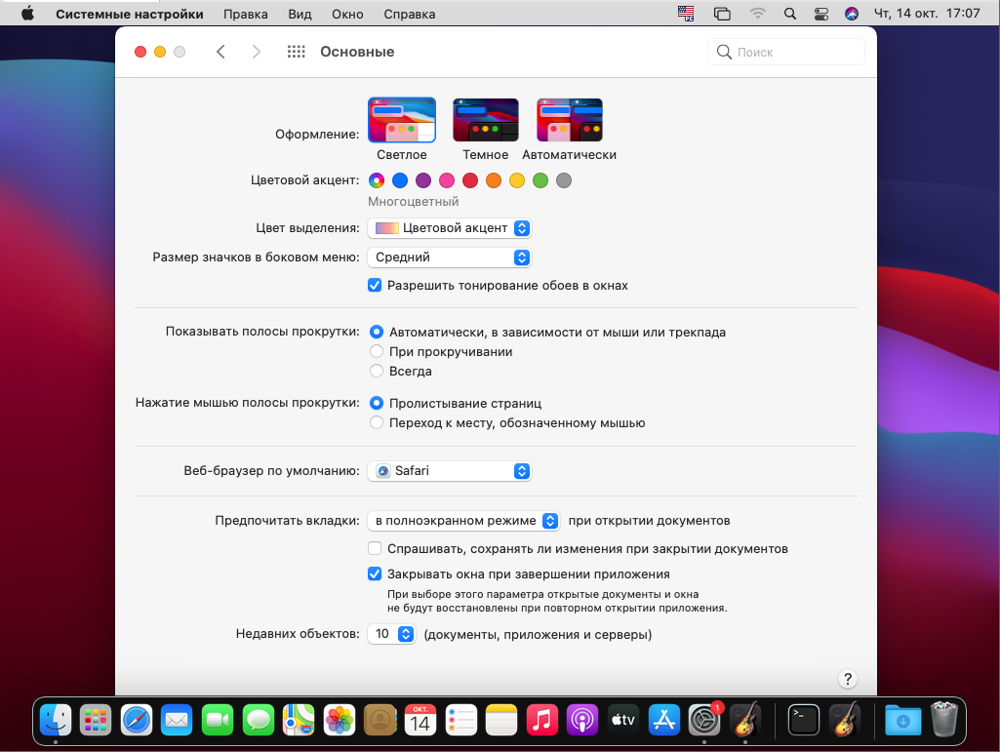 Системные настройки Правка Вид Окно Справка Чт, 14 окт. 17:07
Основные
Поиск
Оформление:
Светлое Темное Автоматически
Цветовой акцент:
Многоцветный
Цвет выделения: Цветовой акцент
Размер значков в боковом меню: Средний
Разрешить тонирование обоев в окнах
Показывать полосы прокрутки: Автоматически, в зависимости от мыши или трекпада
При прокручивании
Всегда
Нажатие мышью полосы прокрутки: Пролистывание страниц
Переход к месту, обозначенному мышью
Веб-браузер по умолчанию: Safari
Предпочитать вкладки: в полноэкранном режиме при открытии документов
Спрашивать, сохранять ли изменения при закрытии документов
Закрывать окна при завершении приложения
При выборе этого параметра открытые документы и окна
не будут восстановлены при повторном открытии приложения.
Недавних объектов: 10 (документы, приложения и серверы)
?
ОКТ.
14
tv
1
>_